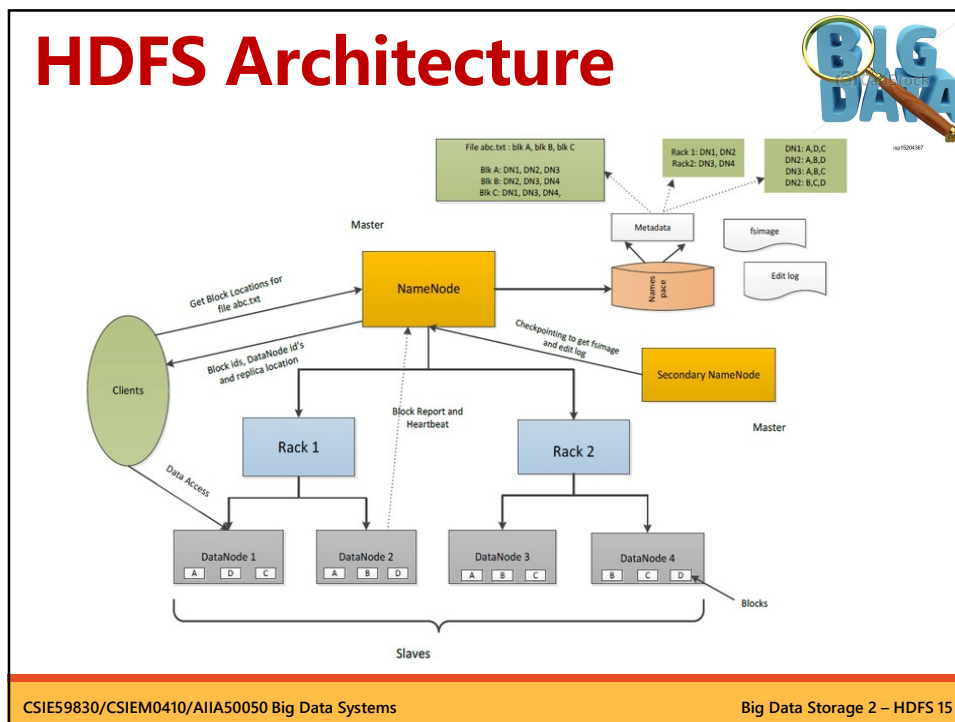 HDFS Architecture
BIG
DATA
csp15204367
File abc.txt : blk A, blk B, blk C
Blk A: DN1, DN2, DN3
Blk B: DN2, DN3, DN4
Blk C: DN1, DN3, DN4,
Rack 1: DN1, DN2
Rack2: DN3, DN4
DN1: A,D,C
DN2: A,B,D
DN3: A,B,C
DN2: B,C,D
Metadata
fsimage
Master
NameNode
Names
pace
Edit log
Get Block Locations for
file abc.txt
Block ids, DataNode id's
and replica location
Checkpointing to get fsimage
and edit log
Secondary NameNode
Master
Clients
Block Report and
Heartbeat
Rack 1
Rack 2
Data Access
DataNode 1
A D C
DataNode 2
A B D
DataNode 3
A B C
DataNode 4
B C D
Blocks
Slaves
CSIE59830/CSIEM0410/AIIA50050 Big Data Systems
Big Data Storage 2 – HDFS 15